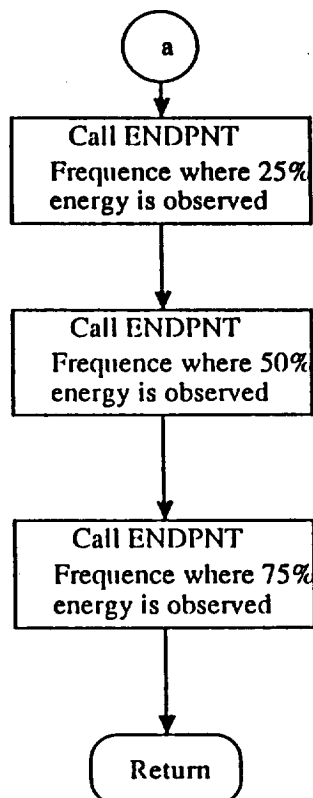 a
Call ENDPNT
Frequence where 25%
energy is observed
Call ENDPNT
Frequence where 50%
energy is observed
Call ENDPNT
Frequence where 75%
energy is observed
Return